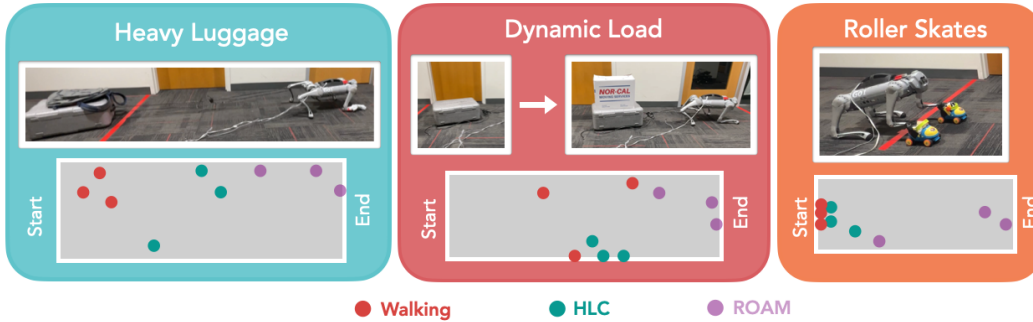 Heavy Luggage
Dynamic Load
Roller Skates
NOR-CAL
Start
End
Start
End
Start
End
Walking
HLC
ROAM